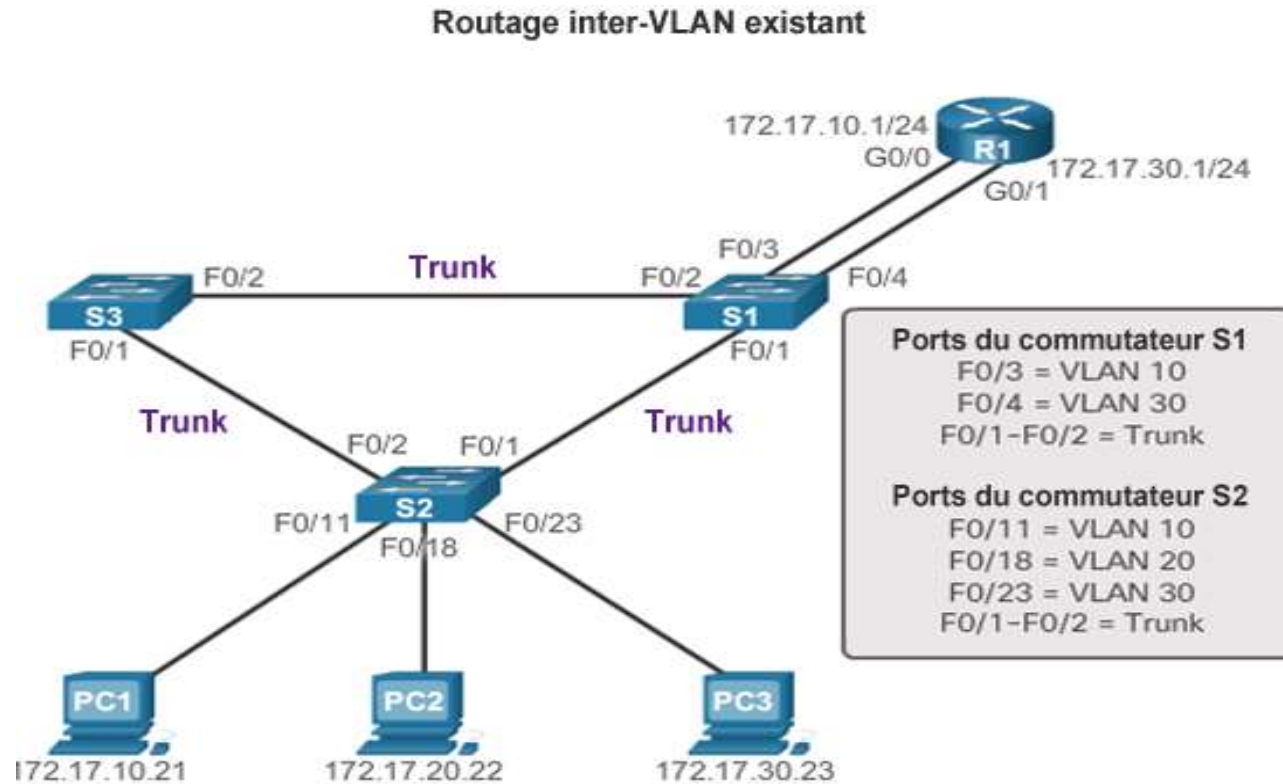 Routage inter-VLAN existant
172.17.10.1/24
G0/0
R1
172.17.30.1/24
G0/1
F0/3
F0/2
Trunk
F0/2
F0/4
S3
S1
F0/1
F0/1
Ports du commutateur S1
F0/3 = VLAN 10
F0/4 = VLAN 30
F0/1-F0/2 = Trunk
Trunk
Trunk
F0/2
F0/1
S2
F0/11
F0/18
F0/23
Ports du commutateur S2
F0/11 = VLAN 10
F0/18 = VLAN 20
F0/23 = VLAN 30
F0/1-F0/2 = Trunk
PC1
PC2
PC3
172.17.10.21
172.17.20.22
172.17.30.23